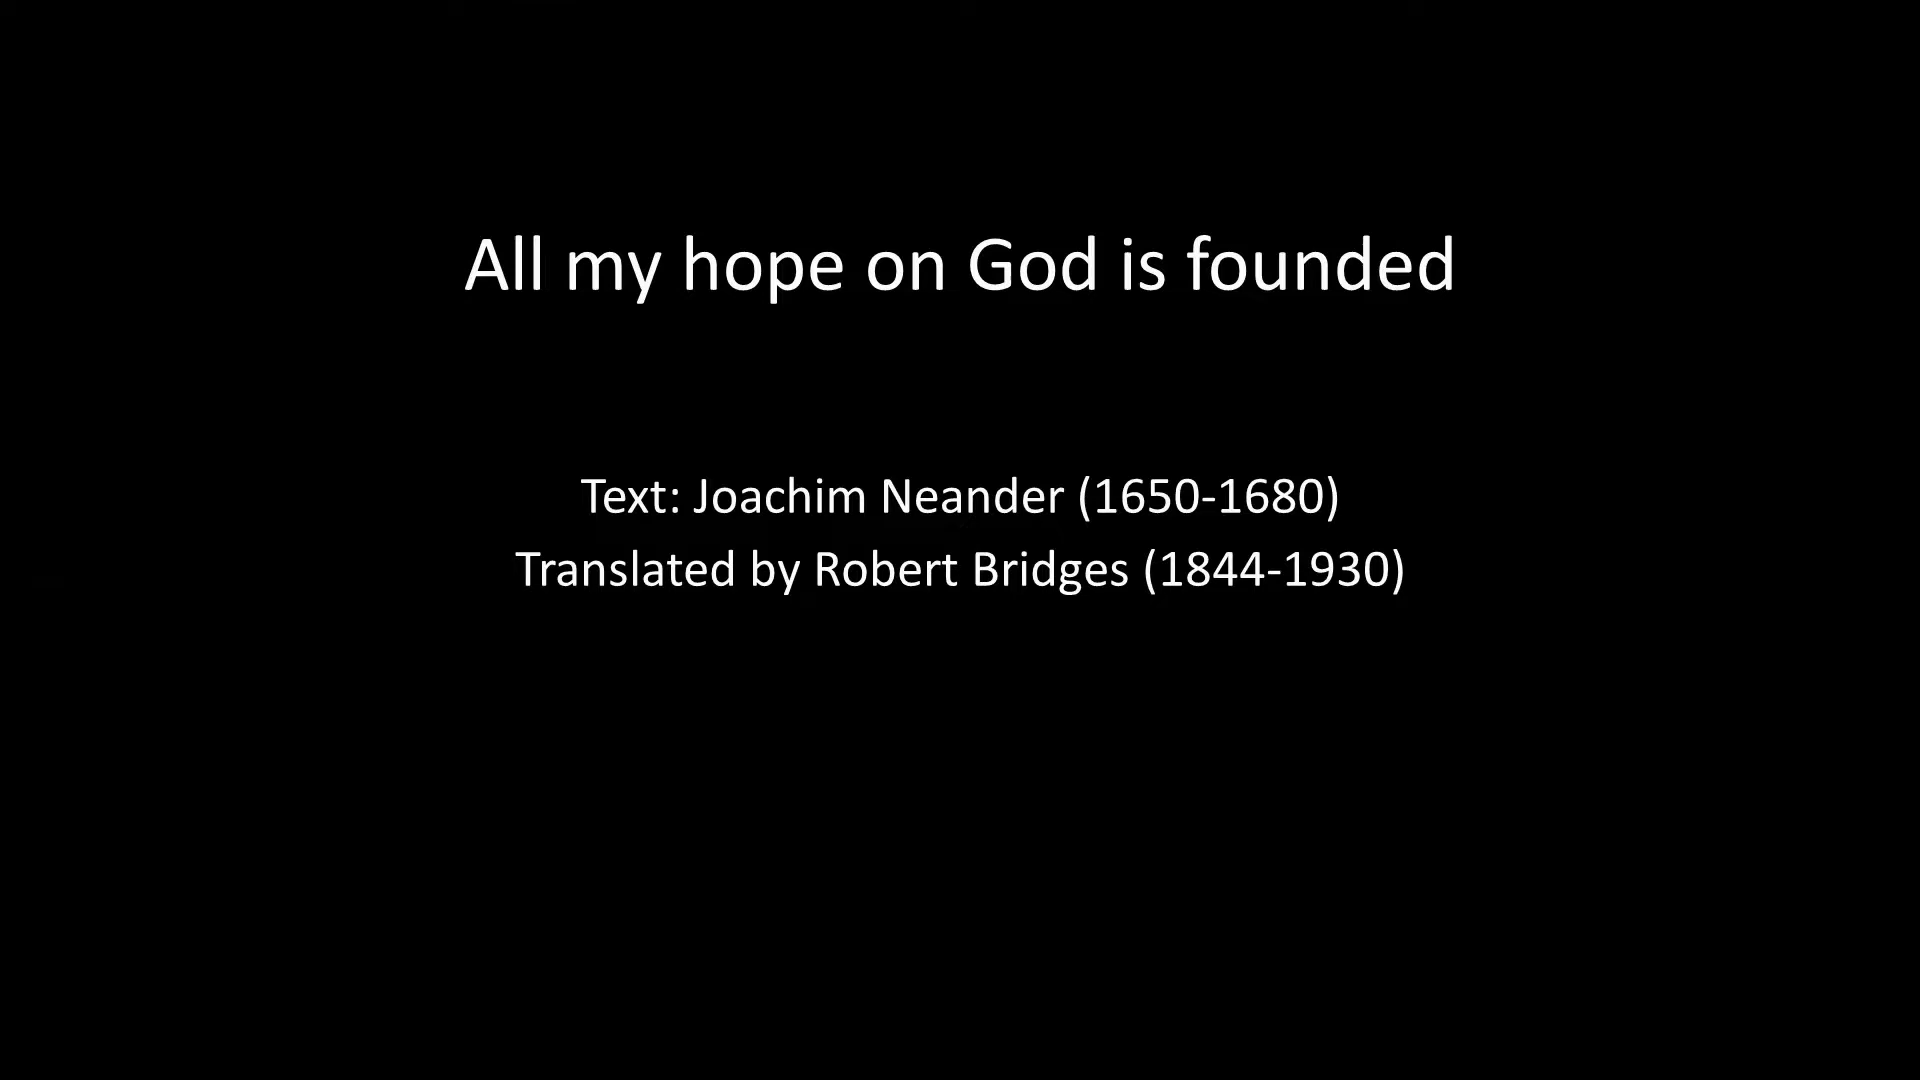 All my hope on God is founded
Text: Joachim Neander (1650-1680)
Translated by Robert Bridges (1844-1930)